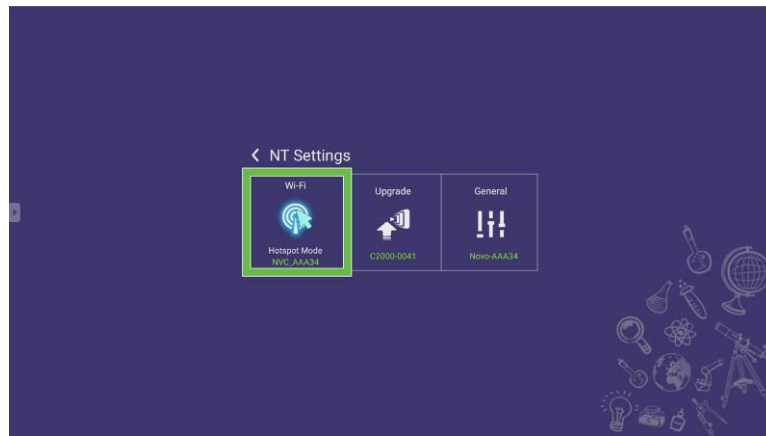 NT Settings
Wi-Fi
Hotspot Mode
NVC_AAA34
Upgrade
C2000-0041
General
Novo-AAA34